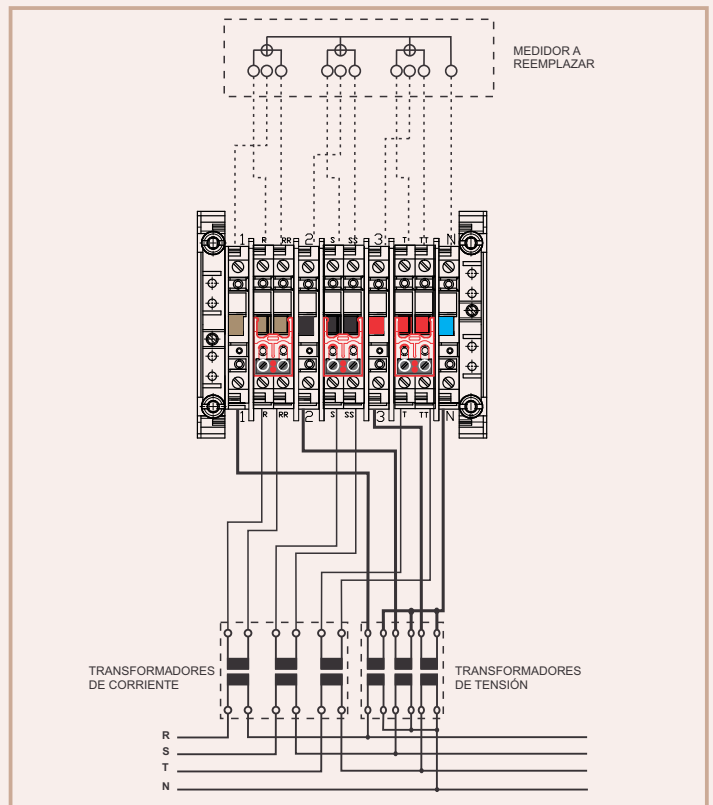 MEDIDOR A
REEMPLAZAR
1 R RR 2 S SS 3 T TT N
1 R RR 2 S SS 3 T TT N
TRANSFORMADORES
DE CORRIENTE
TRANSFORMADORES
DE TENSIÓN
R
S
T
N